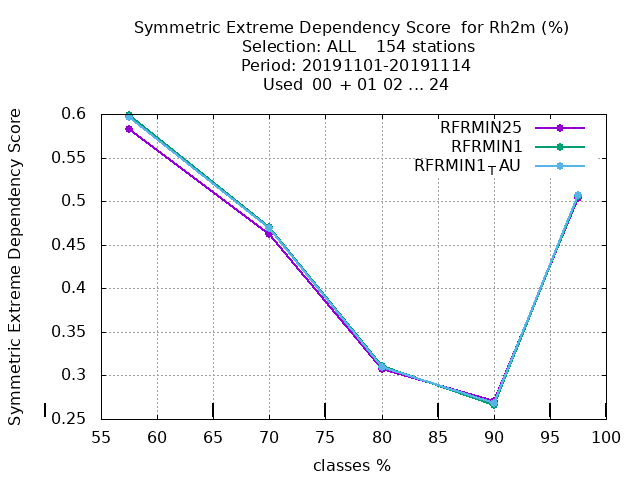 Symmetric Extreme Dependency Score for Rh2m (%)
Selection: ALL 154 stations
Period: 20191101-20191114
Used 00 + 01 02 ... 24
Symmetric Extreme Dependency Score
0.6
0.55
0.5
0.45
0.4
0.35
0.3
0.25
RFRMIN25
RFRMIN1
RFRMIN1TAU
55 60 65 70 75 80 85 90 95 100
classes %